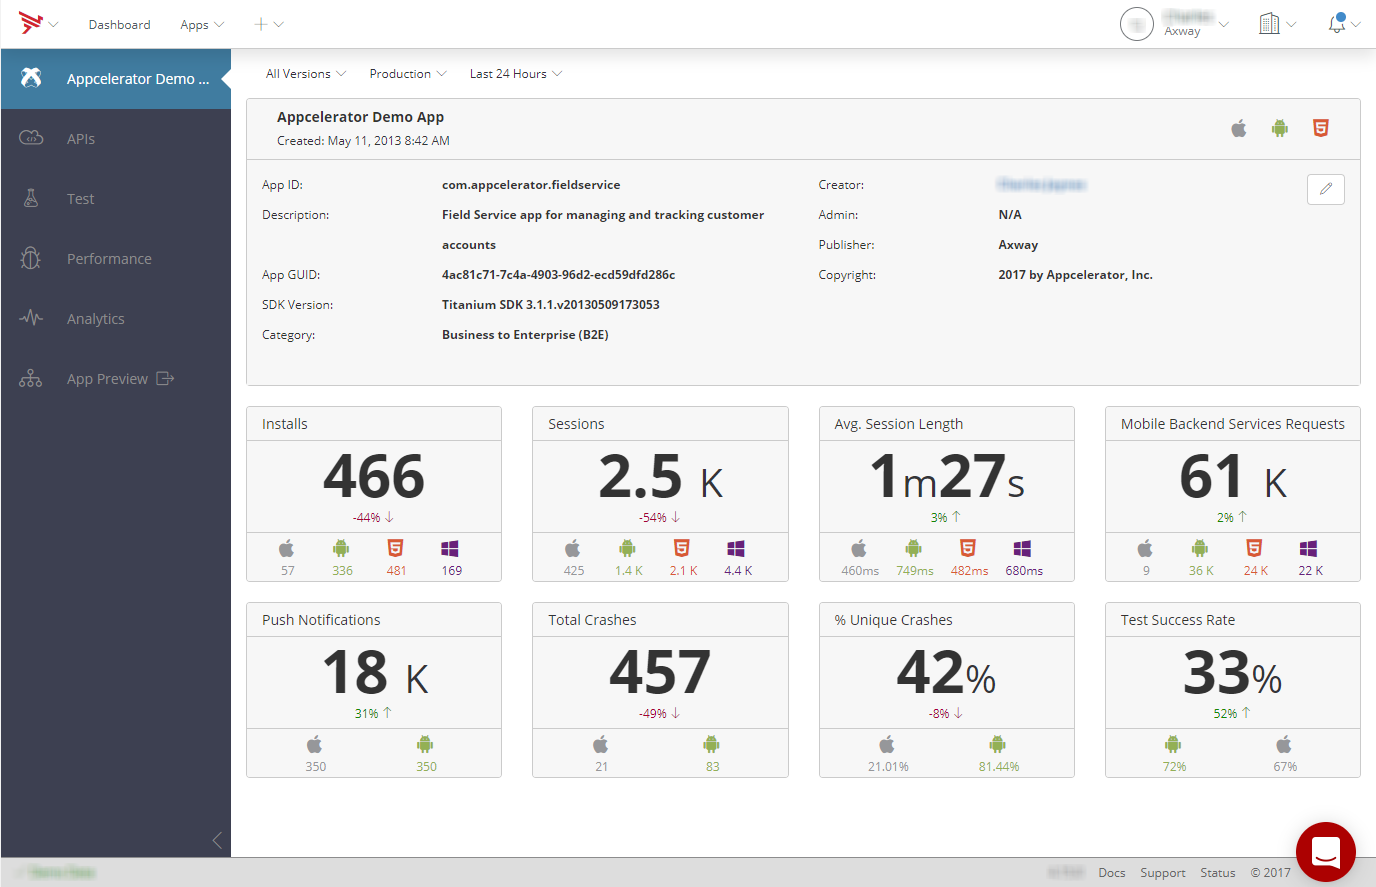 Dashboard
Apps
Axway
Appcelerator Demo ...
APIs
Test
Performance
Analytics
App Preview
All Versions
Production
Last 24 Hours
Appcelerator Demo App
Created: May 11, 2013 8:42 AM
App ID:
com.appcelerator.fieldservice
Description:
Field Service app for managing and tracking customer
accounts
App GUID:
4ac81c71-7c4a-4903-96d2-ecd59dfd286c
SDK Version:
Titanium SDK 3.1.1.v20130509173053
Category:
Business to Enterprise (B2E)
Creator:
Admin:
N/A
Publisher:
Axway
Copyright:
2017 by Appcelerator, Inc.
Installs
466
-44% ↓
57
336
481
169
Sessions
2.5 K
-54% ↓
425
1.4 K
2.1 K
4.4 K
Avg. Session Length
1m27s
3% ↑
460ms
749ms
482ms
680ms
Mobile Backend Services Requests
61 K
2% ↑
9
36 K
24 K
22 K
Push Notifications
18 K
31% ↑
350
350
Total Crashes
457
-49% ↓
21
83
% Unique Crashes
42%
-8% ↓
21.01%
81.44%
Test Success Rate
33%
52% ↑
72%
67%
Docs
Support
Status
© 2017